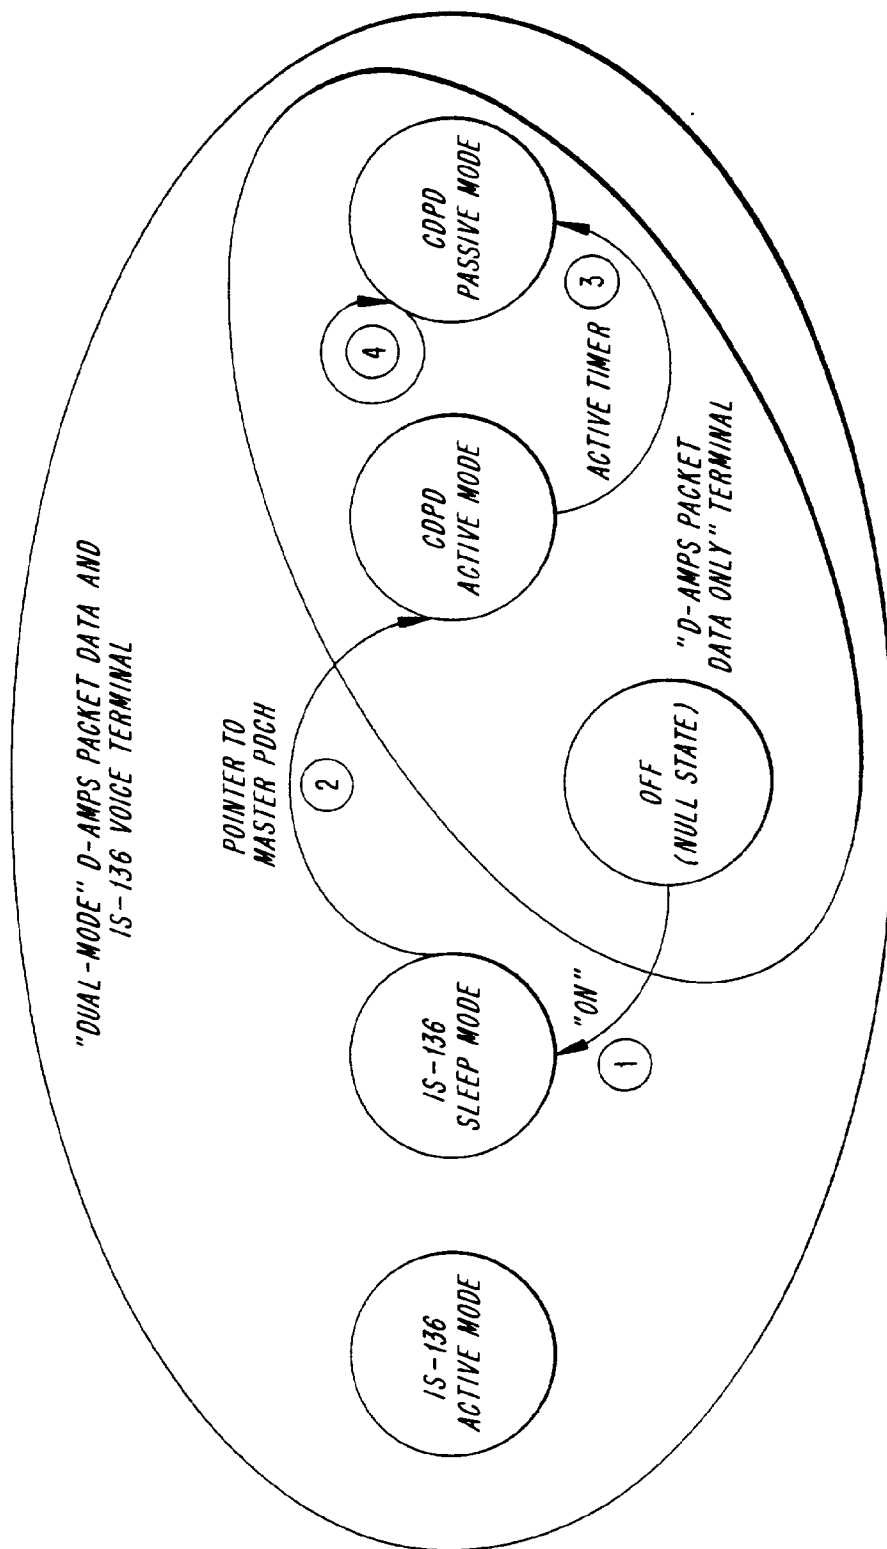 "DUAL-MODE" D-AMPS PACKET DATA AND
IS-136 VOICE TERMINAL
POINTER TO
MASTER PDCH
2
IS-136
ACTIVE MODE
IS-136
SLEEP MODE
CDPD
ACTIVE MODE
4
CDPD
PASSIVE MODE
"ON"
1
OFF
(NULL STATE)
ACTIVE TIMER
3
"D-AMPS PACKET
DATA ONLY" TERMINAL